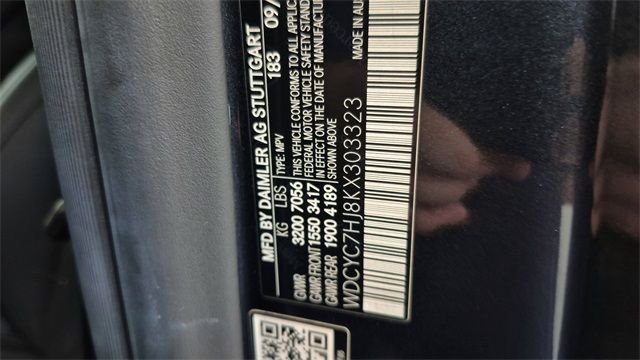 MFD BY DAIMLER AG STUTTGART
183 09/
KG LBS TYPE: MPV
GVWR 3200 7056
GAWR FRONT 1550 3417
GAWR REAR 1900 4189
THIS VEHICLE CONFORMS TO ALL APPLIC
FEDERAL MOTOR VEHICLE SAFETY STAN
IN EFFECT ON THE DATE OF MANUFACTUR
SHOWN ABOVE
MADE IN AU
WDCYC7HJ8KX303323